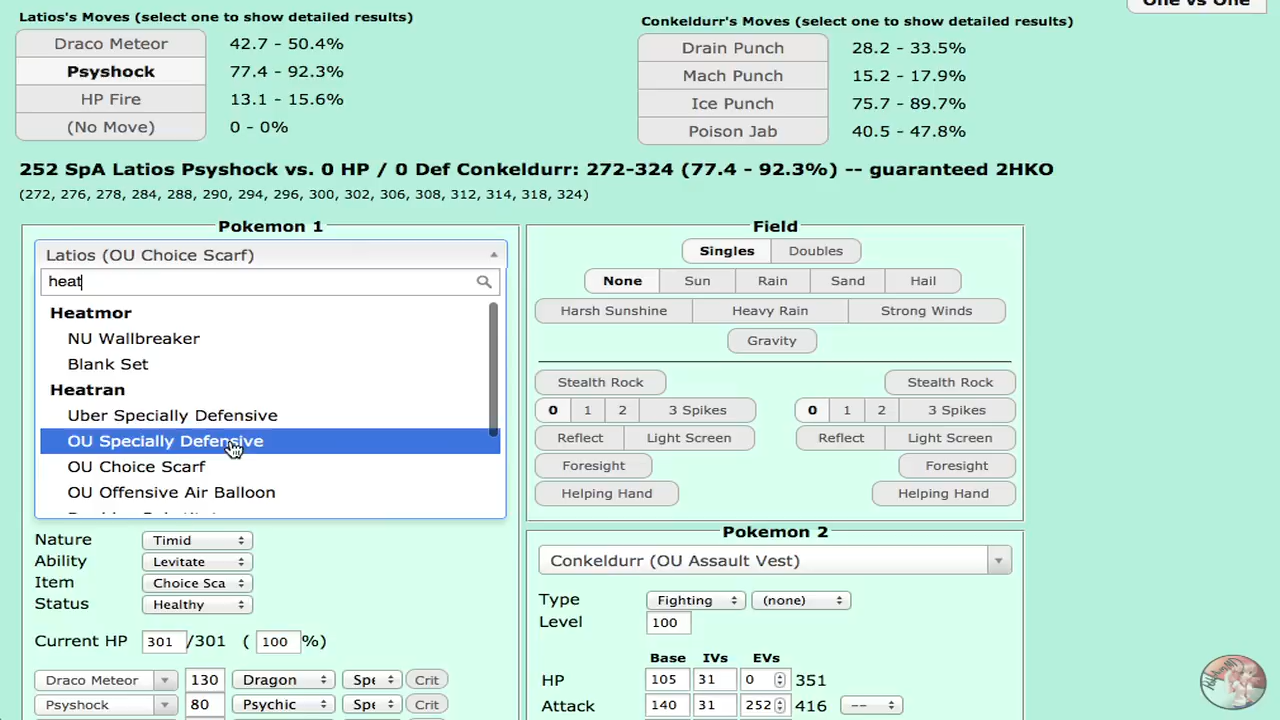 One vs One
Latios's Moves (select one to show detailed results)
Draco Meteor 42.7 - 50.4%
Psyshock 77.4 - 92.3%
HP Fire 13.1 - 15.6%
(No Move) 0 - 0%
Conkeldurr's Moves (select one to show detailed results)
Drain Punch 28.2 - 33.5%
Mach Punch 15.2 - 17.9%
Ice Punch 75.7 - 89.7%
Poison Jab 40.5 - 47.8%
252 SpA Latios Psyshock vs. 0 HP / 0 Def Conkeldurr: 272-324 (77.4 - 92.3%) -- guaranteed 2HKO
(272, 276, 278, 284, 288, 290, 294, 296, 300, 302, 306, 308, 312, 314, 318, 324)
Pokemon 1
Latios (OU Choice Scarf)
heat
Heatmor
NU Wallbreaker
Blank Set
Heatran
Uber Specially Defensive
OU Specially Defensive
OU Choice Scarf
OU Offensive Air Balloon
Nature Timid
Ability Levitate
Item Choice Sca
Status Healthy
Current HP 301 /301 ( 100 %)
Draco Meteor 130 Dragon Spe Crit
Psyshock 80 Psychic Spe Crit
Field
Singles Doubles
None Sun Rain Sand Hail
Harsh Sunshine Heavy Rain Strong Winds
Gravity
Stealth Rock Stealth Rock
0 1 2 3 Spikes 0 1 2 3 Spikes
Reflect Light Screen Reflect Light Screen
Foresight Foresight
Helping Hand Helping Hand
Pokemon 2
Conkeldurr (OU Assault Vest)
Type Fighting (none)
Level 100
Base IVs EVs
HP 105 31 0 351
Attack 140 31 252 416 --